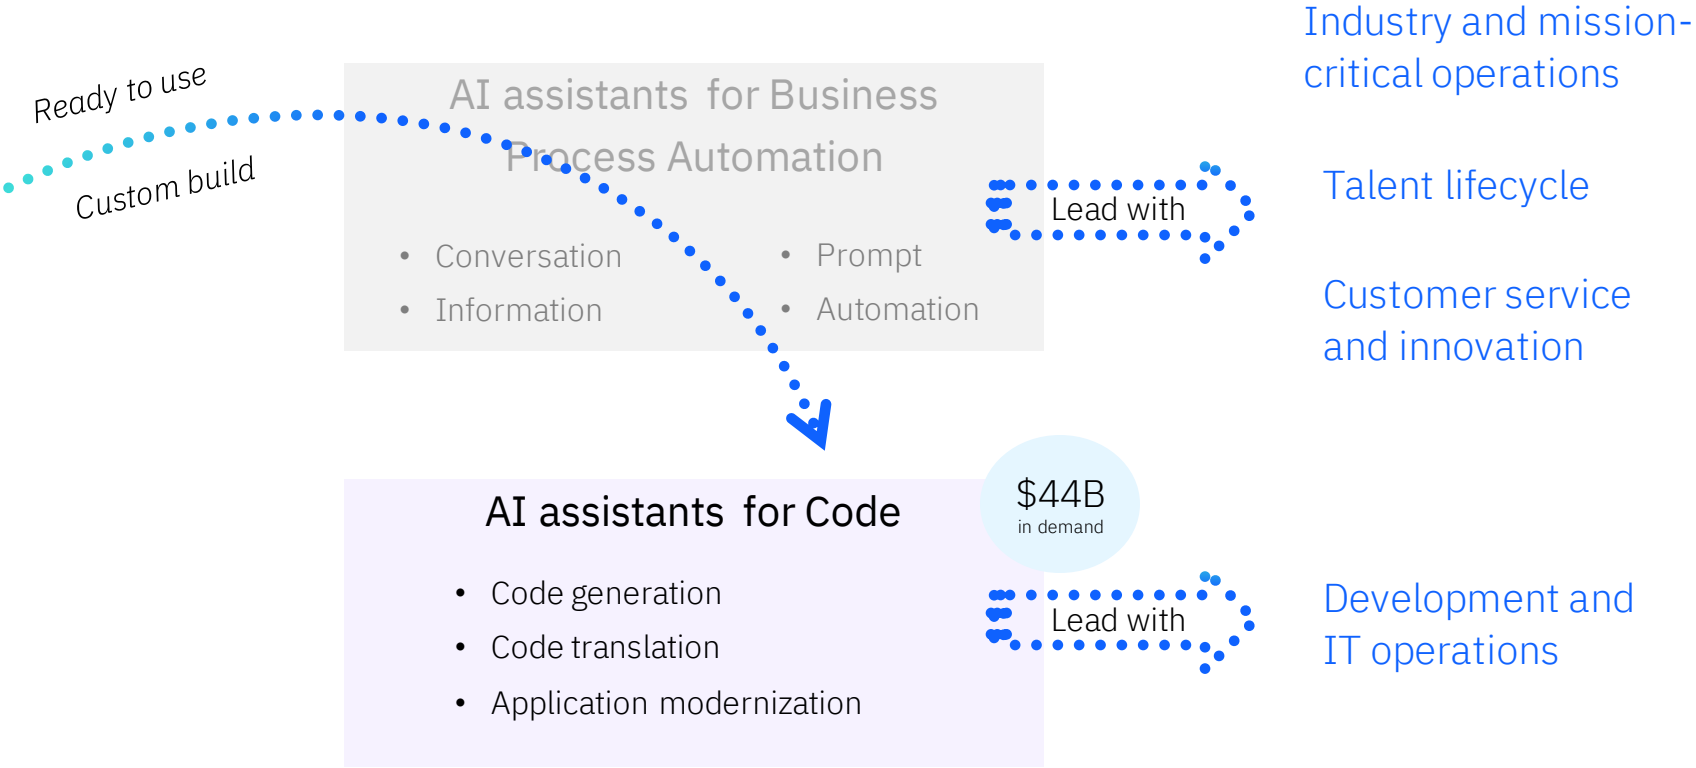 Ready to use
Custom build
AI assistants for Business
Process Automation
• Conversation
• Information
• Prompt
• Automation
Lead with
Industry and mission-
critical operations
Talent lifecycle
Customer service
and innovation
AI assistants for Code
• Code generation
• Code translation
• Application modernization
$44B
in demand
Lead with
Development and
IT operations